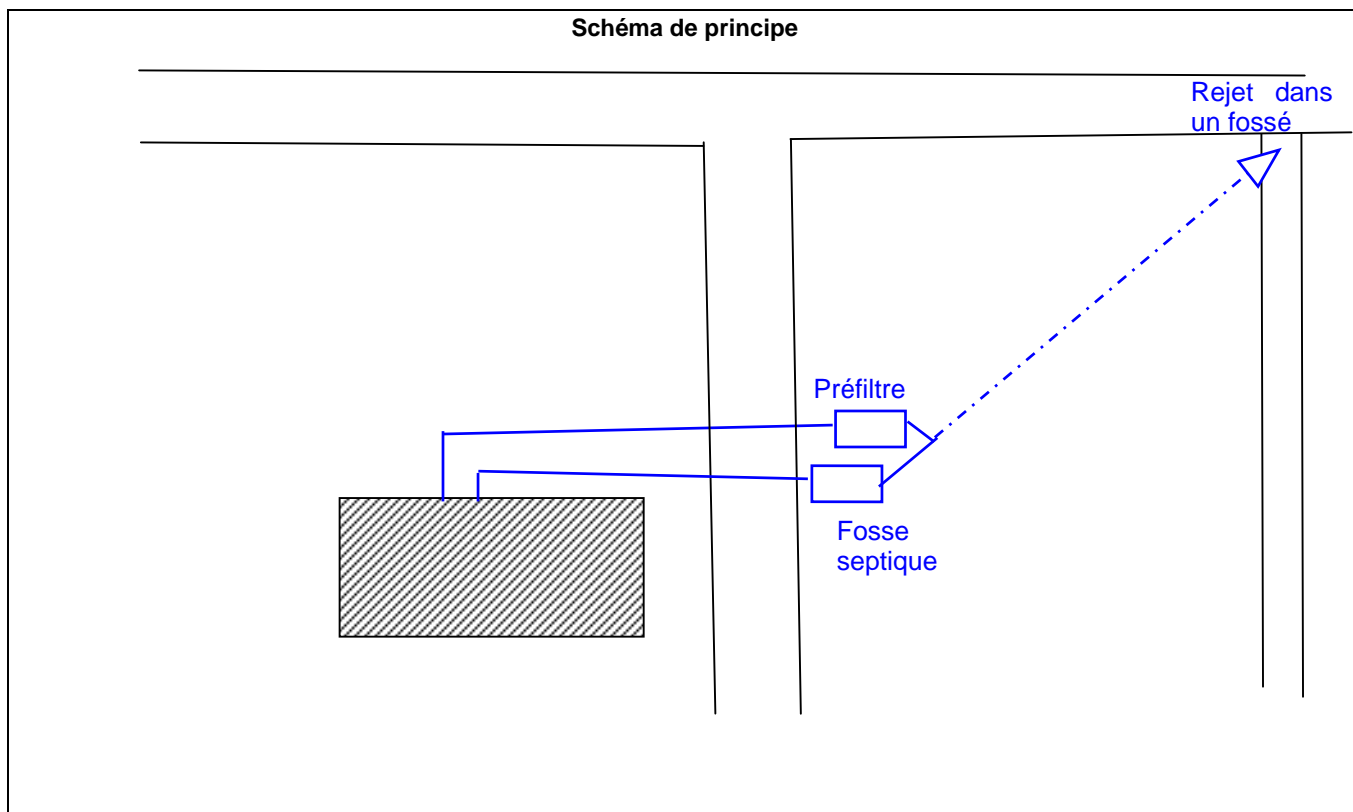 Schéma de principe
Rejet dans
un fossé
Préfiltre
Fosse
septique